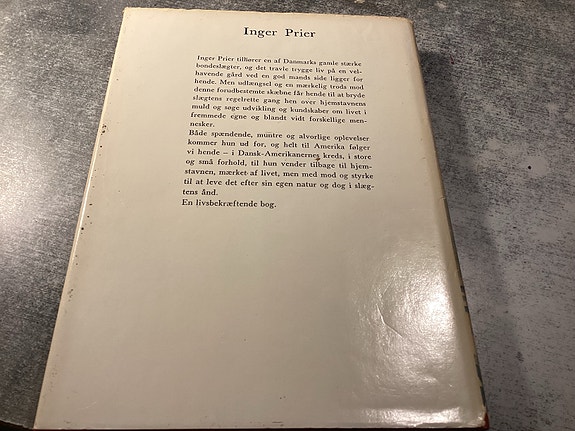 Inger Prier
Inger Prier tilhører en af Danmarks gamle stærke
bondeslægter, og det travle trygge liv på en vel-
havende gård ved en god mands side ligger for
hende. Men udlængsel og en mærkelig trods mod
denne forudbestemte skæbne får hende til at bryde
slægtens regelrette gang hen over hjemstavnens
muld og søge udvikling og kundskaber om livet i
fremmede egne og blandt vidt forskellige men-
nesker.
Både spændende, muntre og alvorlige oplevelser
kommer hun ud for, og helt til Amerika følger
vi hende – i Dansk-Amerikanernes kreds, i store
og små forhold, til hun vender tilbage til hjem-
stavnen, mærket af livet, men med mod og styrke
til at leve det efter sin egen natur og dog i slæg-
tens ånd.
En livsbekræftende bog.